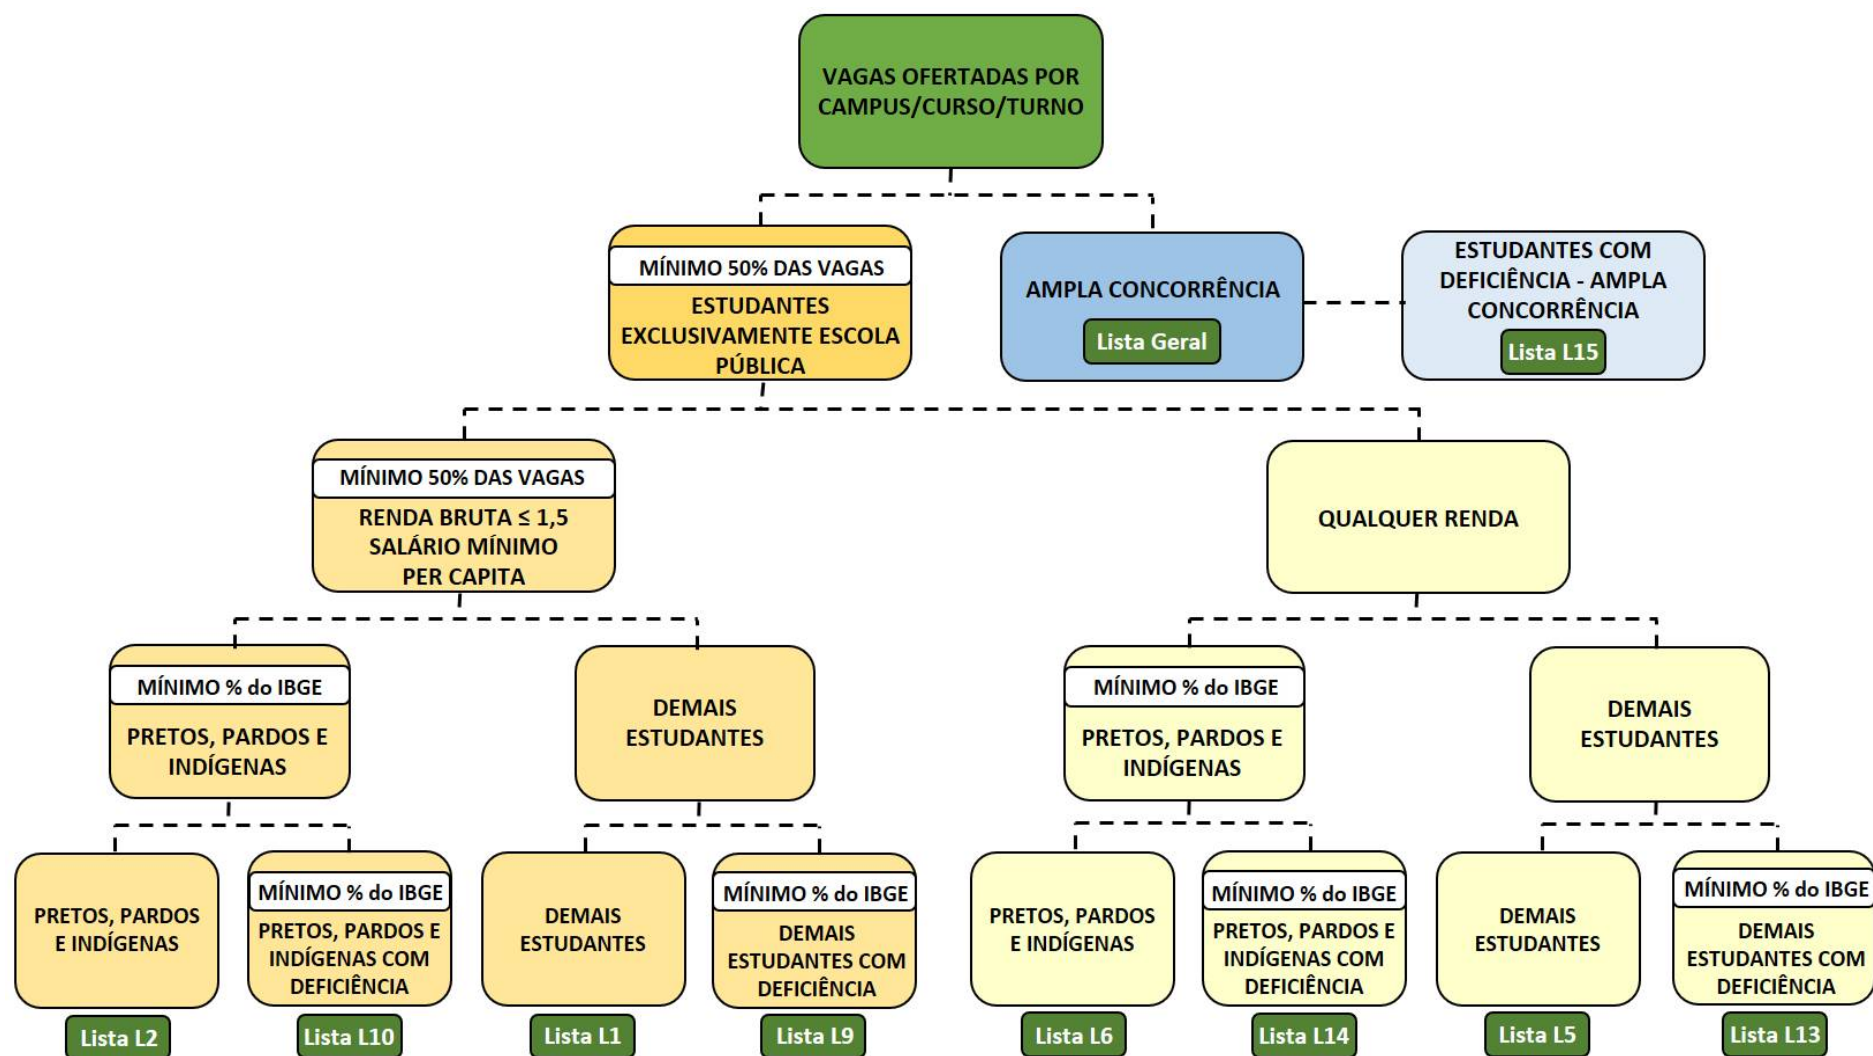 VAGAS OFERTADAS POR
CAMPUS/CURSO/TURNO
MÍNIMO 50% DAS VAGAS
ESTUDANTES
EXCLUSIVAMENTE ESCOLA
PÚBLICA
AMPLA CONCORRÊNCIA
Lista Geral
ESTUDANTES COM
DEFICIÊNCIA - AMPLA
CONCORRÊNCIA
Lista L15
MÍNIMO 50% DAS VAGAS
RENDA BRUTA ≤ 1,5
SALÁRIO MÍNIMO
PER CAPITA
QUALQUER RENDA
MÍNIMO % do IBGE
PRETOS, PARDOS E
INDÍGENAS
DEMAIS
ESTUDANTES
MÍNIMO % do IBGE
PRETOS, PARDOS E
INDÍGENAS
DEMAIS
ESTUDANTES
PRETOS, PARDOS
E INDÍGENAS
Lista L2
MÍNIMO % do IBGE
PRETOS, PARDOS E
INDÍGENAS COM
DEFICIÊNCIA
Lista L10
DEMAIS
ESTUDANTES
Lista L1
MÍNIMO % do IBGE
DEMAIS
ESTUDANTES COM
DEFICIÊNCIA
Lista L9
PRETOS, PARDOS
E INDÍGENAS
Lista L6
MÍNIMO % do IBGE
PRETOS, PARDOS E
INDÍGENAS COM
DEFICIÊNCIA
Lista L14
DEMAIS
ESTUDANTES
Lista L5
MÍNIMO % do IBGE
DEMAIS
ESTUDANTES COM
DEFICIÊNCIA
Lista L13